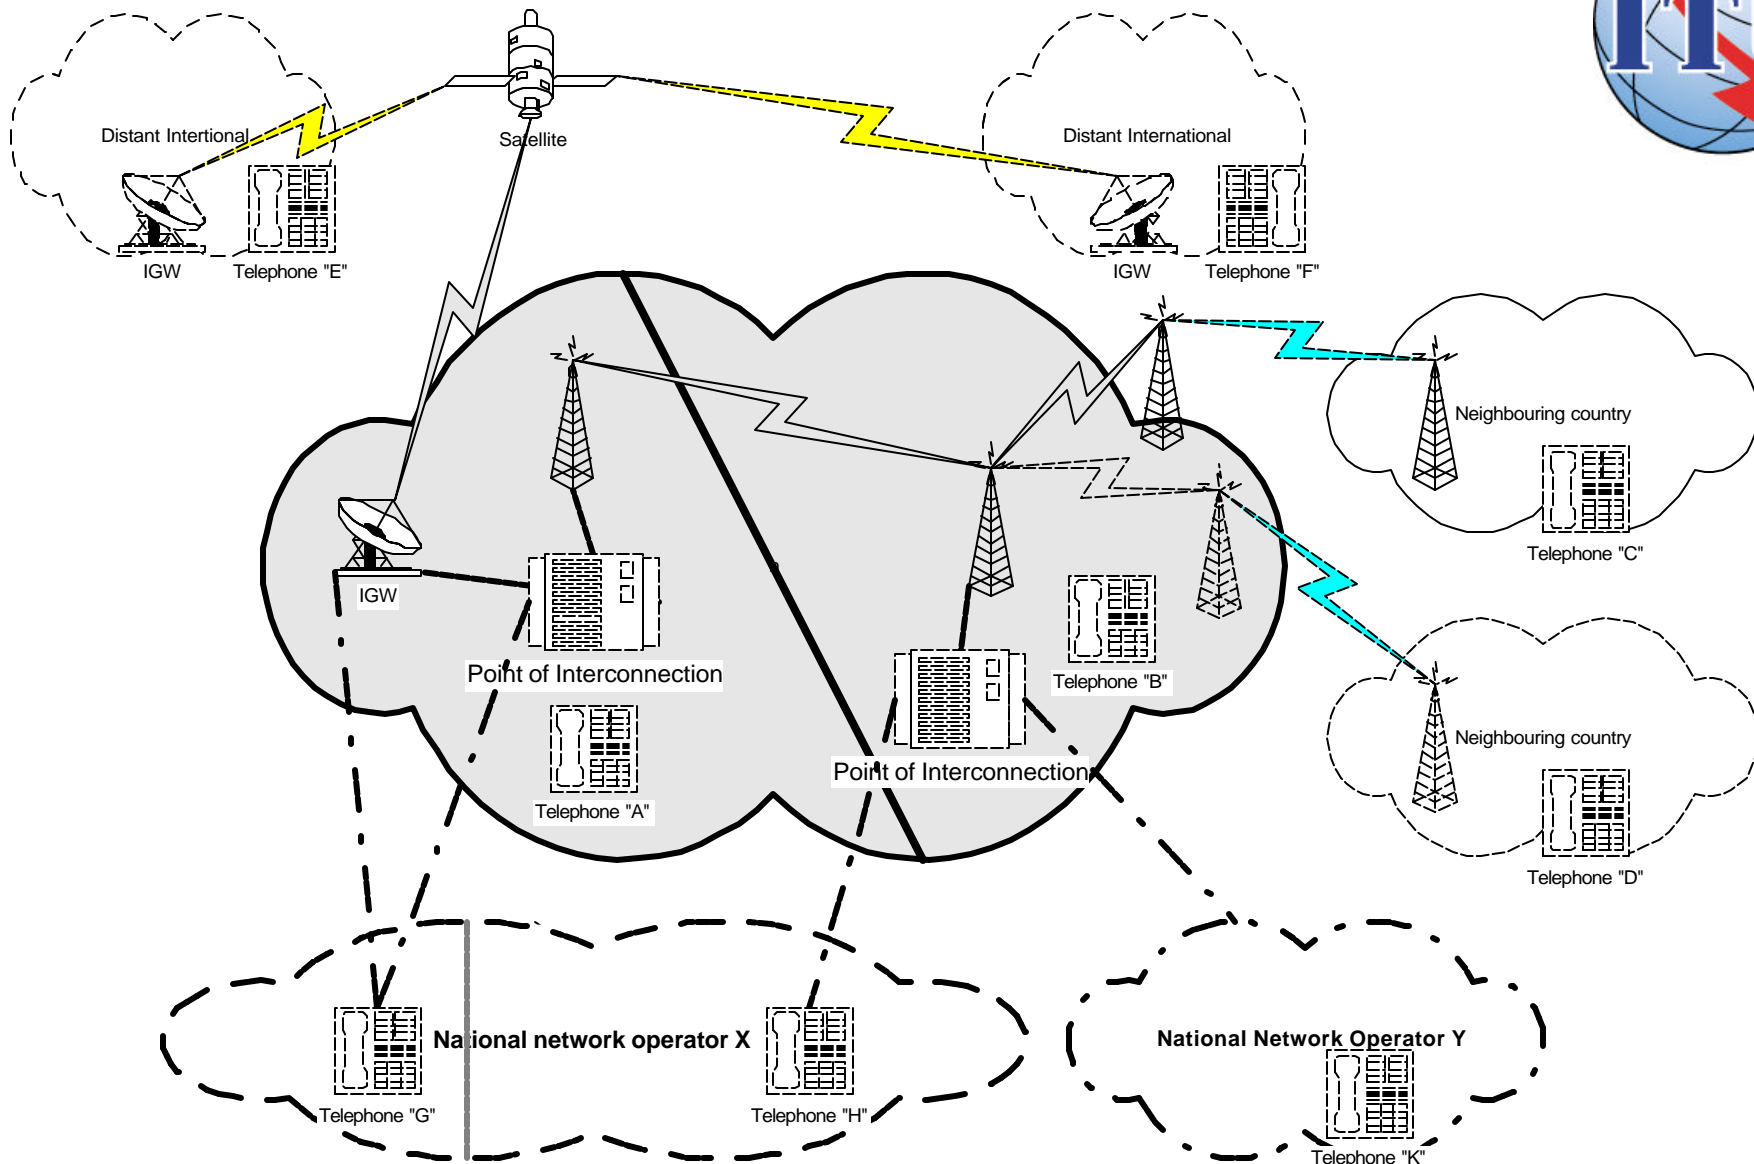 IT
Distant Intertional
Satellite
Distant International
IGW
Telephone "E"
IGW
Telephone "F"
Neighbouring country
Telephone "C"
IGW
Point of Interconnection
Telephone "B"
Neighbouring country
Point of Interconnection
Telephone "A"
Telephone "D"
National network operator X
National Network Operator Y
Telephone "G"
Telephone "H"
Telephone "K"